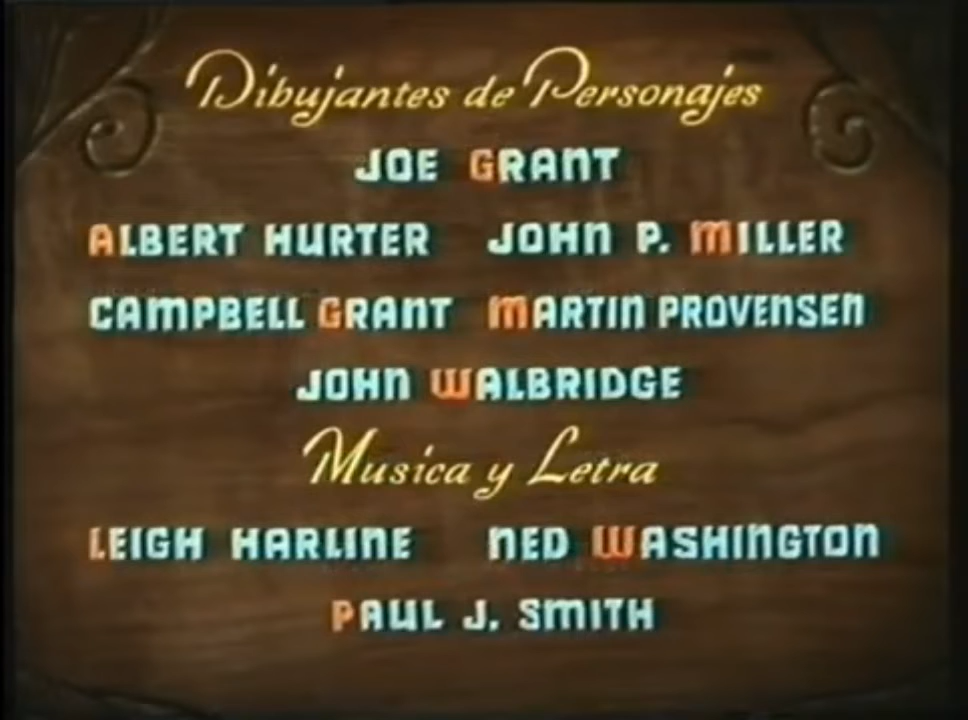 Dibujantes de Personajes
JOE GRANT
ALBERT HURTER JOHN P. MILLER
CAMPBELL GRANT MARTIN PROVENSEN
JOHN WALBRIDGE
Musica y Letra
LEIGH HARLINE NED WASHINGTON
PAUL J. SMITH